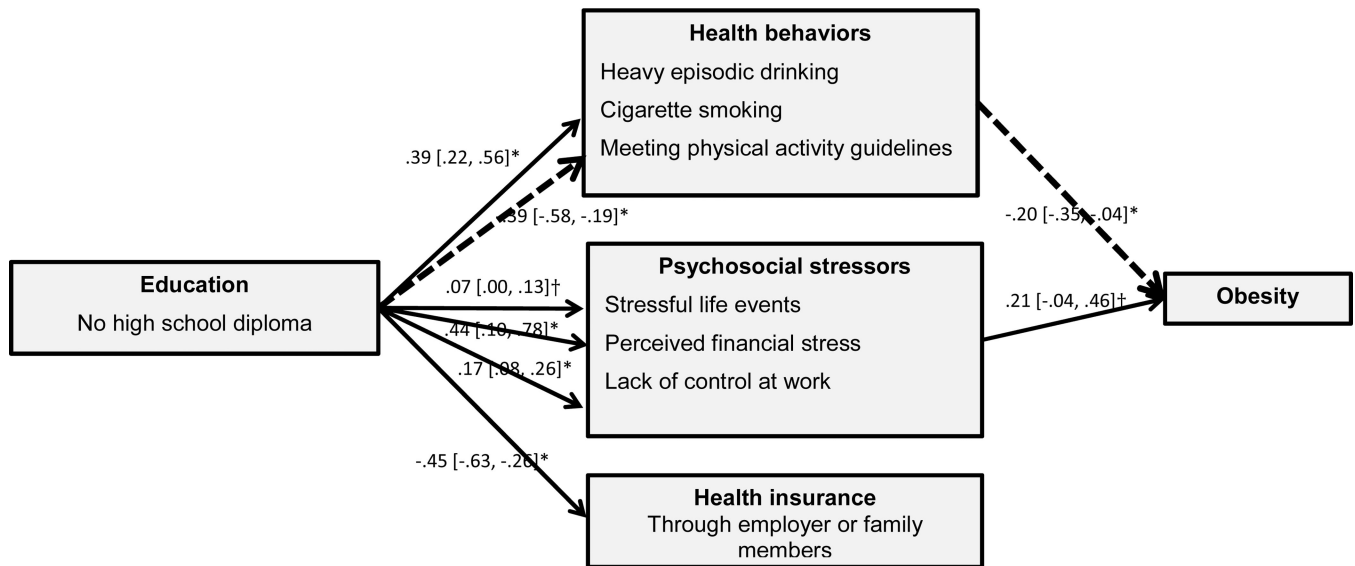 Health behaviors
Heavy episodic drinking
Cigarette smoking
Meeting physical activity guidelines
.39 [.22, .56]*
-.39 [-.58, -.19]*
-.20 [-.35, -.04]*
Education
No high school diploma
Psychosocial stressors
Stressful life events
Perceived financial stress
Lack of control at work
.07 [.00, .13]†
.44 [.10, .78]*
.17 [.08, .26]*
.21 [-.04, .46]†
Obesity
-.45 [-.63, -.26]*
Health insurance
Through employer or family
members